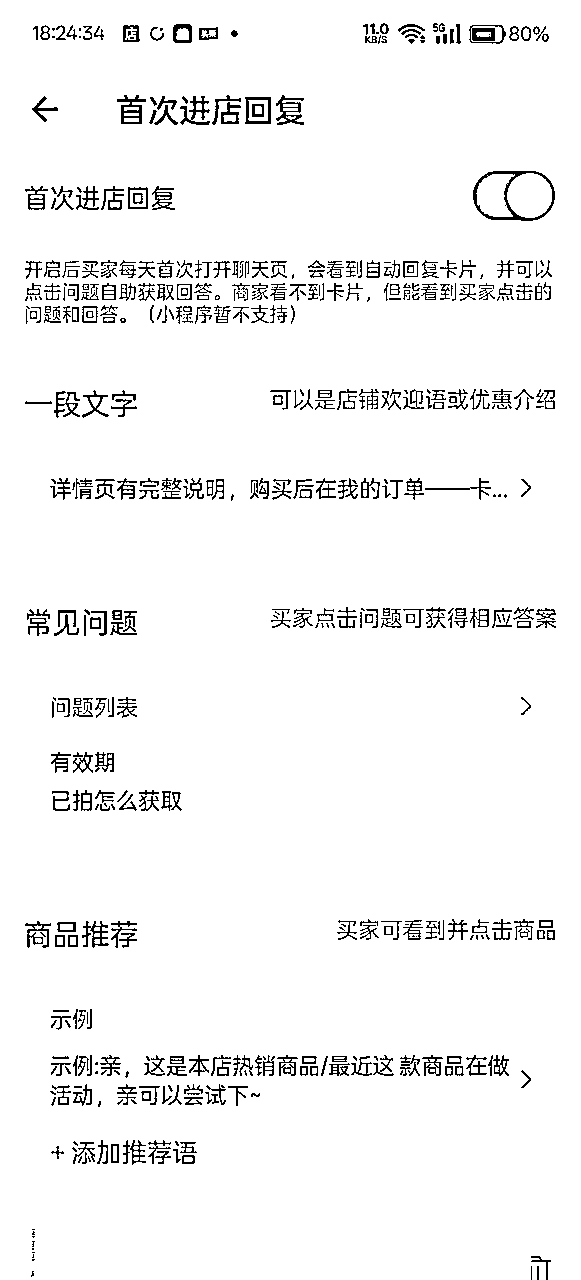 18:24:34 店 11.0 KB/S 5G 80%
首次进店回复
首次进店回复
开启后买家每天首次打开聊天页，会看到自动回复卡片，并可以
点击问题自助获取回答。商家看不到卡片，但能看到买家点击的
问题和回答。（小程序暂不支持）
一段文字 可以是店铺欢迎语或优惠介绍
详情页有完整说明，购买后在我的订单——卡...
常见问题 买家点击问题可获得相应答案
问题列表
有效期
已拍怎么获取
商品推荐 买家可看到并点击商品
示例
示例:亲，这是本店热销商品/最近这 款商品在做
活动，亲可以尝试下~
+ 添加推荐语